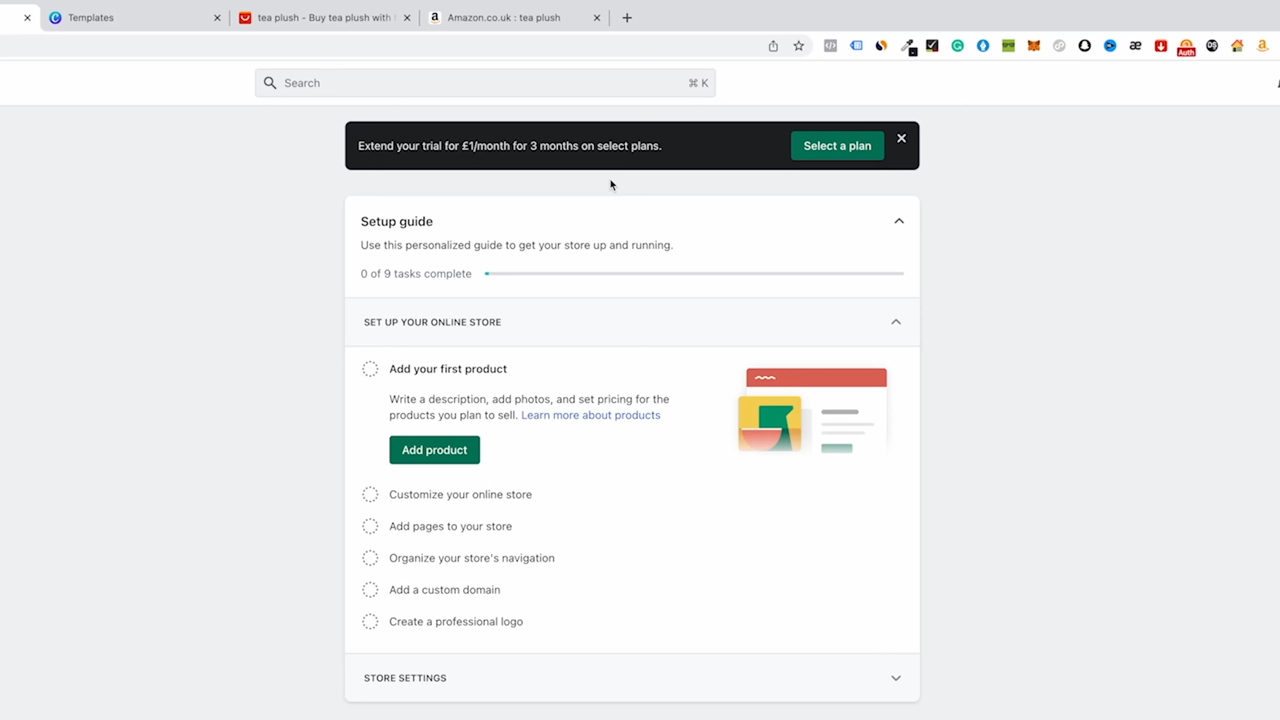 Templates
tea plush - Buy tea plush with
Amazon.co.uk : tea plush
Auth
Search
⌘ K
Extend your trial for £1/month for 3 months on select plans.
Select a plan
Setup guide
Use this personalized guide to get your store up and running.
0 of 9 tasks complete
SET UP YOUR ONLINE STORE
Add your first product
Write a description, add photos, and set pricing for the
products you plan to sell. Learn more about products
Add product
Customize your online store
Add pages to your store
Organize your store's navigation
Add a custom domain
Create a professional logo
STORE SETTINGS